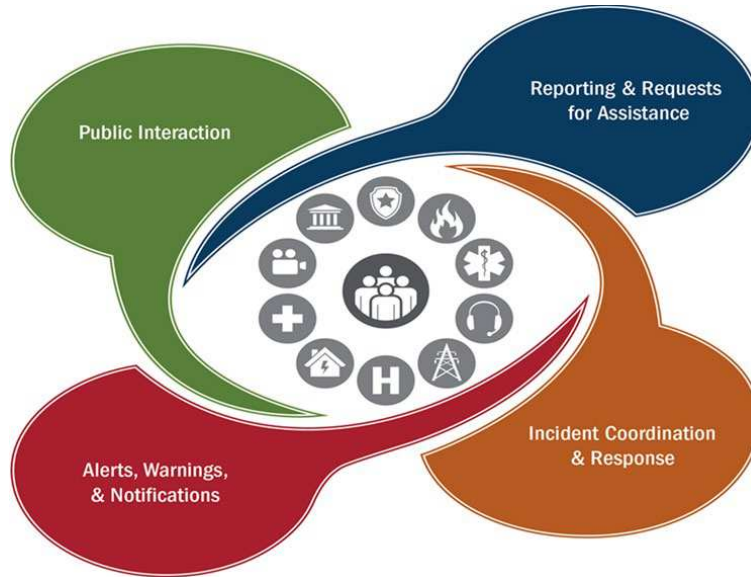 Public Interaction
Reporting & Requests
for Assistance
Alerts, Warnings,
& Notifications
Incident Coordination
& Response
H